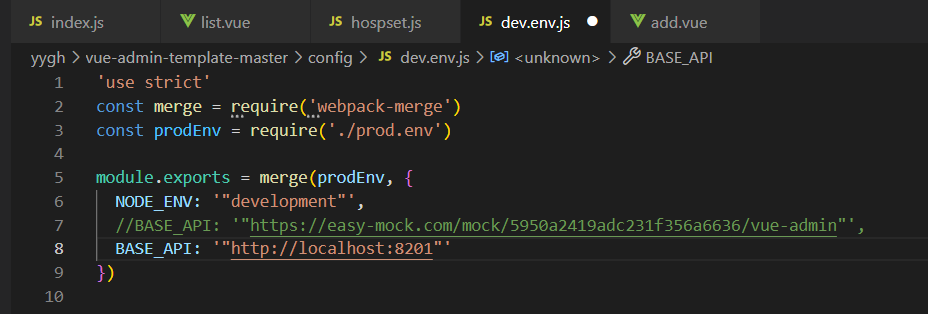 JS index.js list.vue JS hospset.js JS dev.env.js add.vue
yygh > vue-admin-template-master > config > JS dev.env.js > <unknown> > BASE_API
1 'use strict'
2 const merge = require('webpack-merge')
3 const prodEnv = require('./prod.env')
4
5 module.exports = merge(prodEnv, {
6 NODE_ENV: '"development"',
7 //BASE_API: '"https://easy-mock.com/mock/5950a2419adc231f356a6636/vue-admin"',
8 BASE_API: '"http://localhost:8201"'
9 })
10